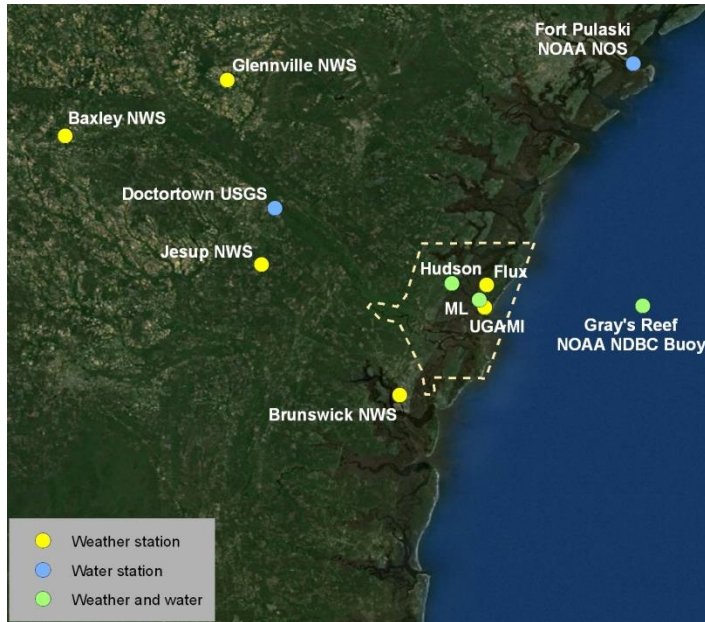 Fort Pulaski
NOAA NOS
Glennville NWS
Baxley NWS
Doctortown USGS
Jesup NWS
Hudson
Flux
ML
UGAMI
Gray's Reef
NOAA NDBC Buoy
Brunswick NWS
Weather station
Water station
Weather and water